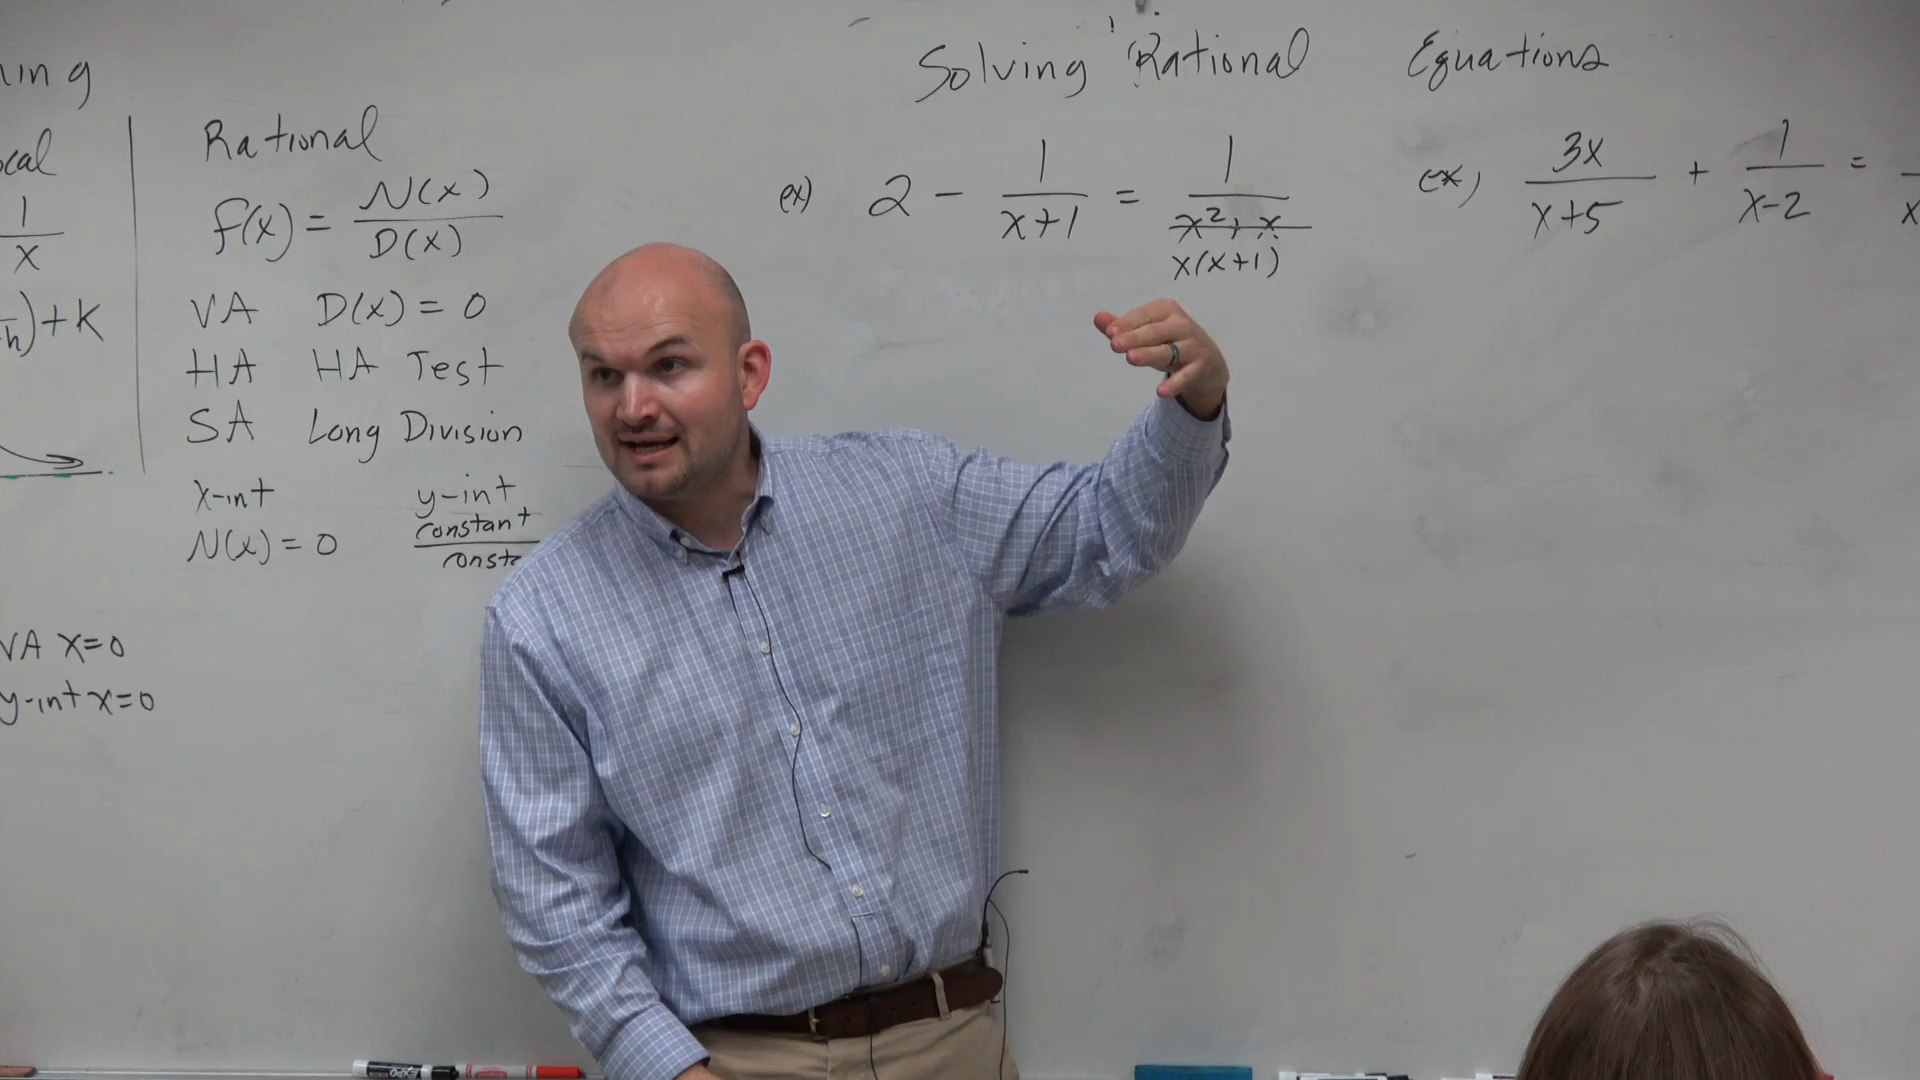 Solving Rational Equations
Rational
f(x) = N(x) / D(x)
VA D(x) = 0
HA HA Test
SA Long Division
x-int y-int
N(x) = 0 constant
1 / x
)+K
VA x=0
y-int x=0
ex) 2 - 1 / x+1 = 1 / x²+x
x(x+1)
ex) 3x / x+5 + 1 / x-2 =
EXPO